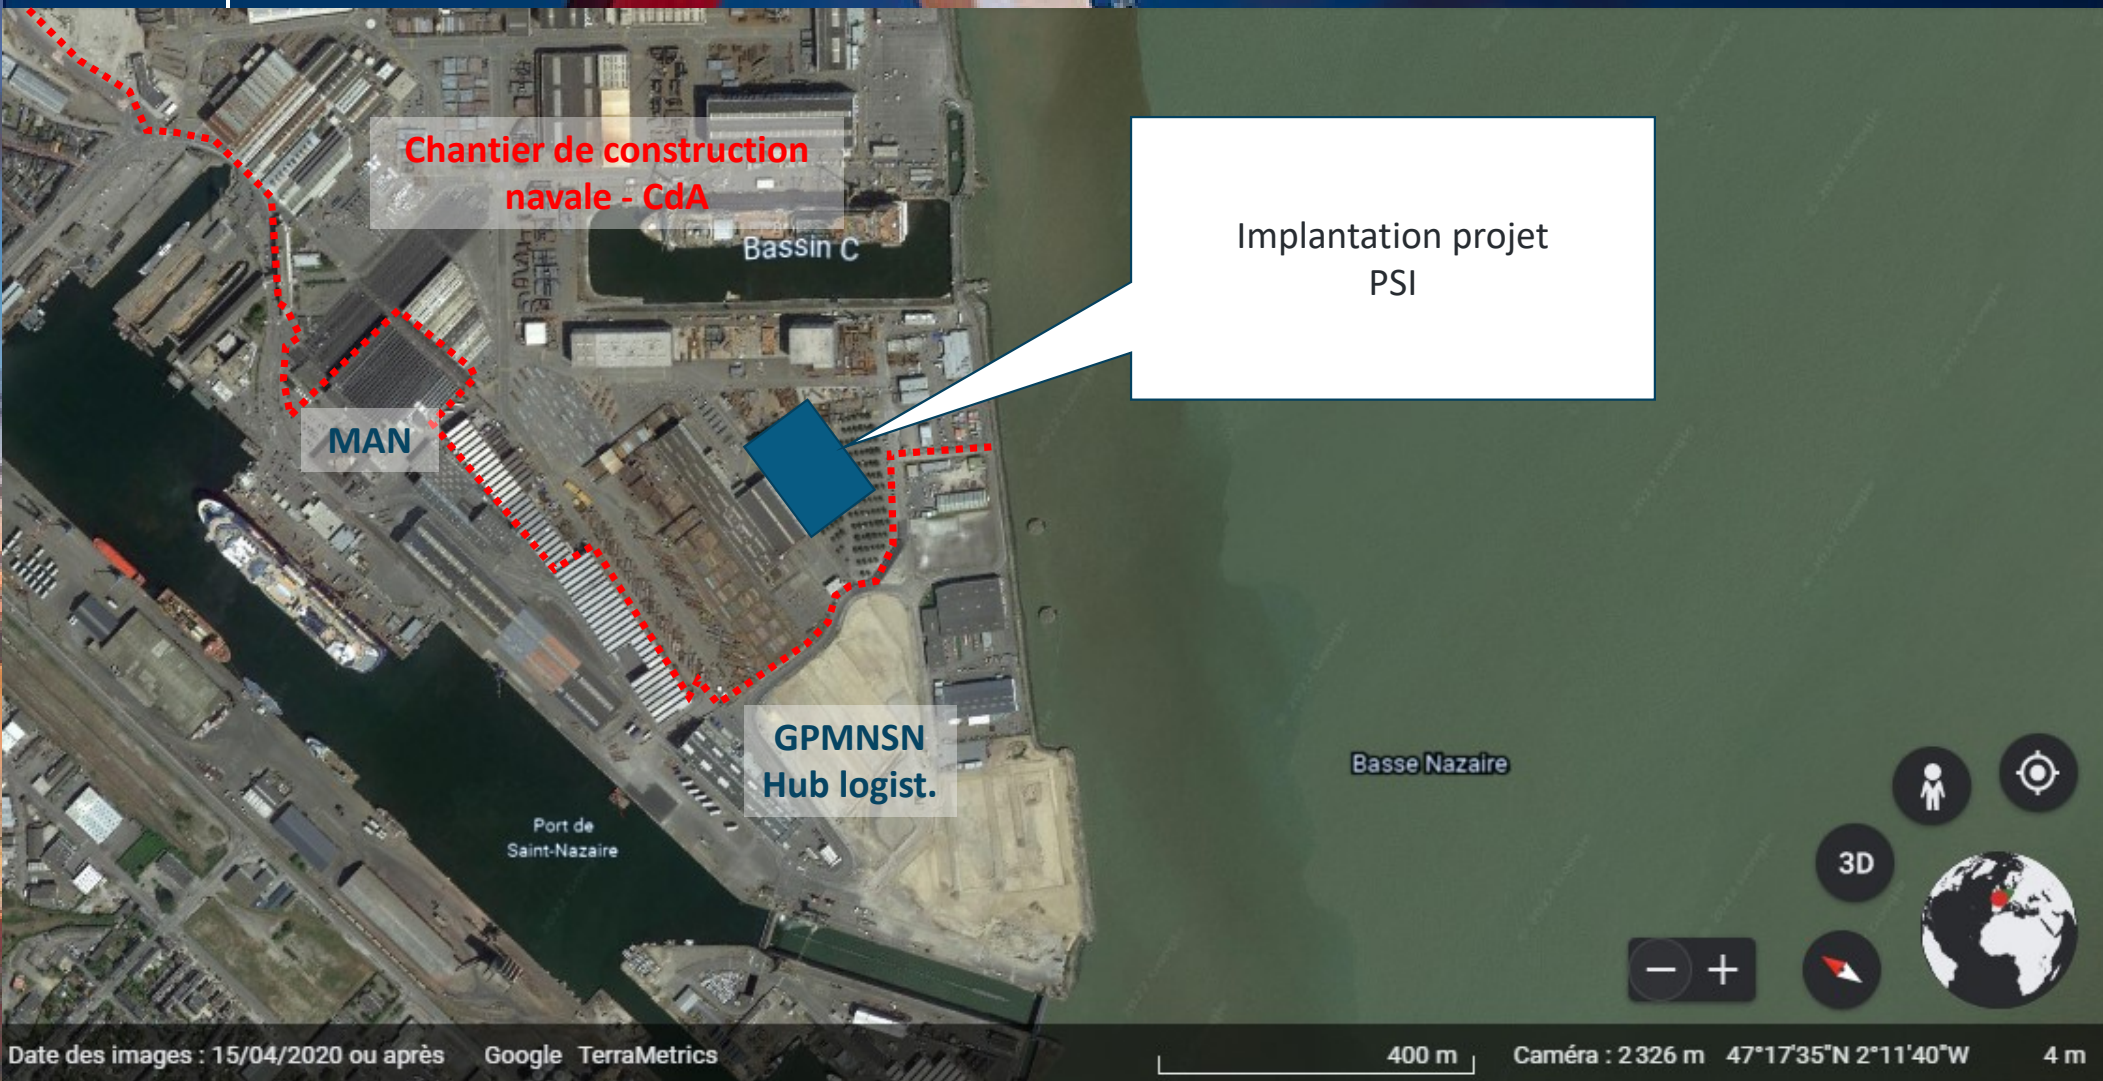 Chantier de construction
navale - CdA
Bassin C
Implantation projet
PSI
MAN
GPMNSN
Hub logist.
Basse Nazaire
Port de
Saint-Nazaire
3D
Date des images : 15/04/2020 ou après Google TerraMetrics 400 m Caméra : 2 326 m 47°17'35"N 2°11'40"W 4 m